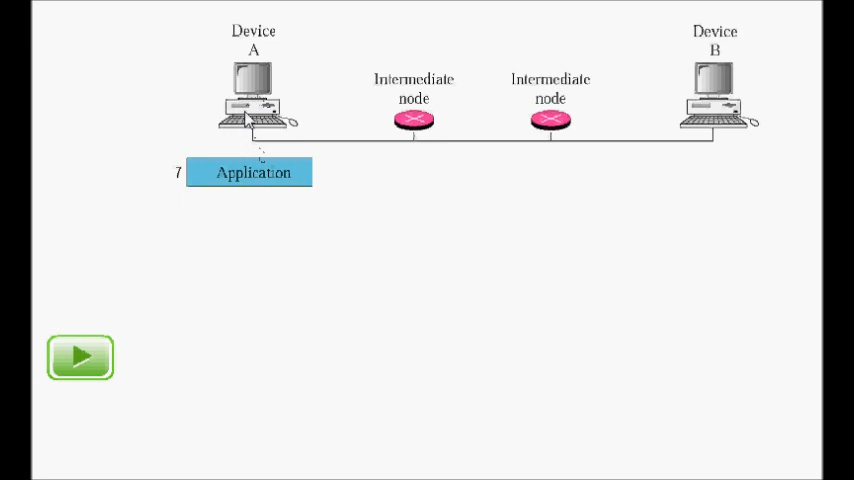 Device
A
Intermediate
node
Intermediate
node
Device
B
7 Application